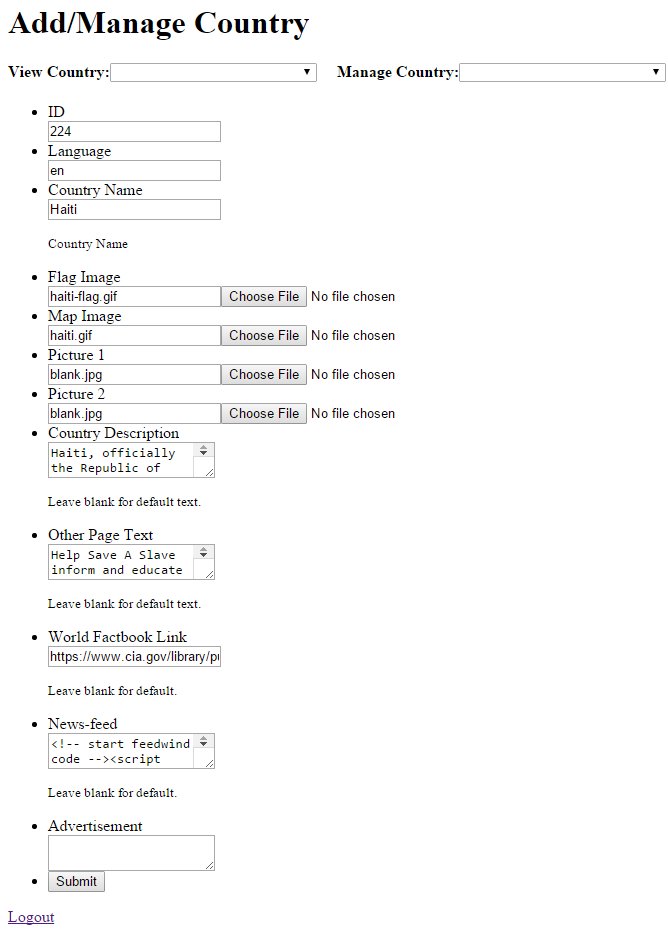 Add/Manage Country
View Country: Manage Country:
ID
224
Language
en
Country Name
Haiti
Country Name
Flag Image
haiti-flag.gif Choose File No file chosen
Map Image
haiti.gif Choose File No file chosen
Picture 1
blank.jpg Choose File No file chosen
Picture 2
blank.jpg Choose File No file chosen
Country Description
Haiti, officially
the Republic of
Leave blank for default text.
Other Page Text
Help Save A Slave
inform and educate
Leave blank for default text.
World Factbook Link
https://www.cia.gov/library/pu
Leave blank for default.
News-feed
<!-- start feedwind
code --><script
Leave blank for default.
Advertisement
Submit
Logout